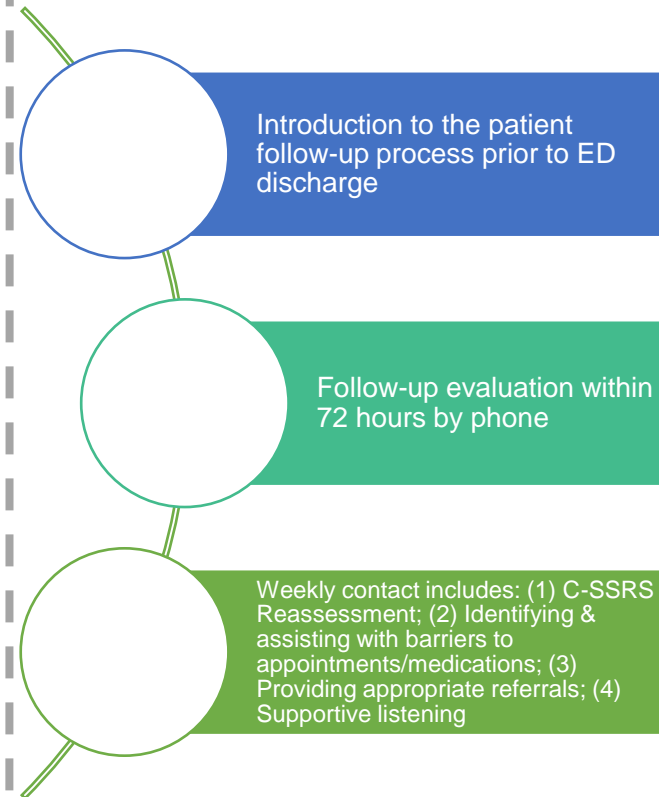 Introduction to the patient
follow-up process prior to ED
discharge
Follow-up evaluation within
72 hours by phone
Weekly contact includes: (1) C-SSRS
Reassessment; (2) Identifying &
assisting with barriers to
appointments/medications; (3)
Providing appropriate referrals; (4)
Supportive listening